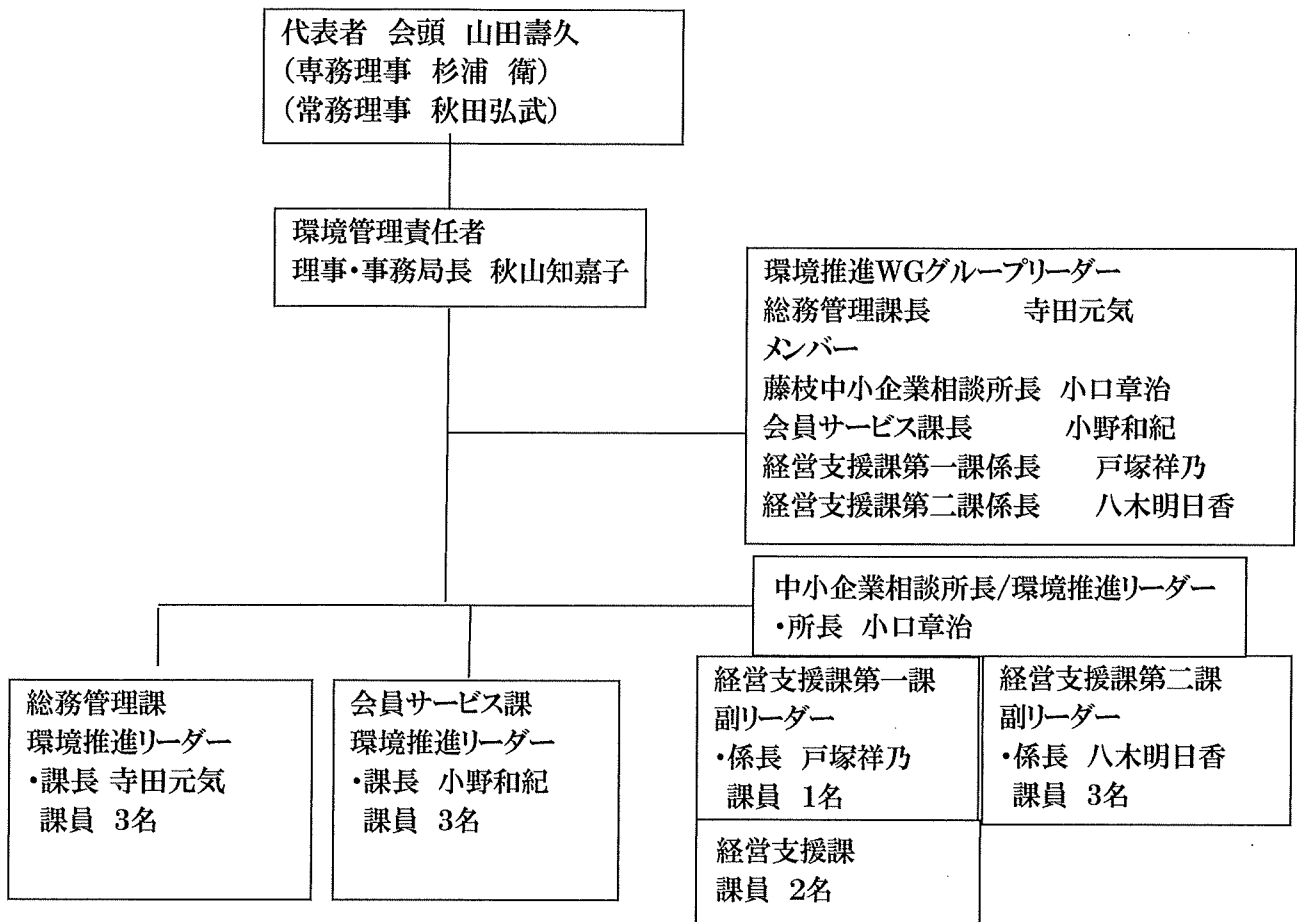 代表者 会頭 山田壽久
(専務理事 杉浦 衛)
(常務理事 秋田弘武)
環境管理責任者
理事・事務局長 秋山知嘉子
環境推進WGグループリーダー
総務管理課長 寺田元気
メンバー
藤枝中小企業相談所長 小口章治
会員サービス課長 小野和紀
経営支援課第一課係長 戸塚祥乃
経営支援課第二課係長 八木明日香
中小企業相談所長/環境推進リーダー
・所長 小口章治
総務管理課
環境推進リーダー
・課長 寺田元気
課員 3名
会員サービス課
環境推進リーダー
・課長 小野和紀
課員 3名
経営支援課第一課
副リーダー
・係長 戸塚祥乃
課員 1名
経営支援課第二課
副リーダー
・係長 八木明日香
課員 3名
経営支援課
課員 2名